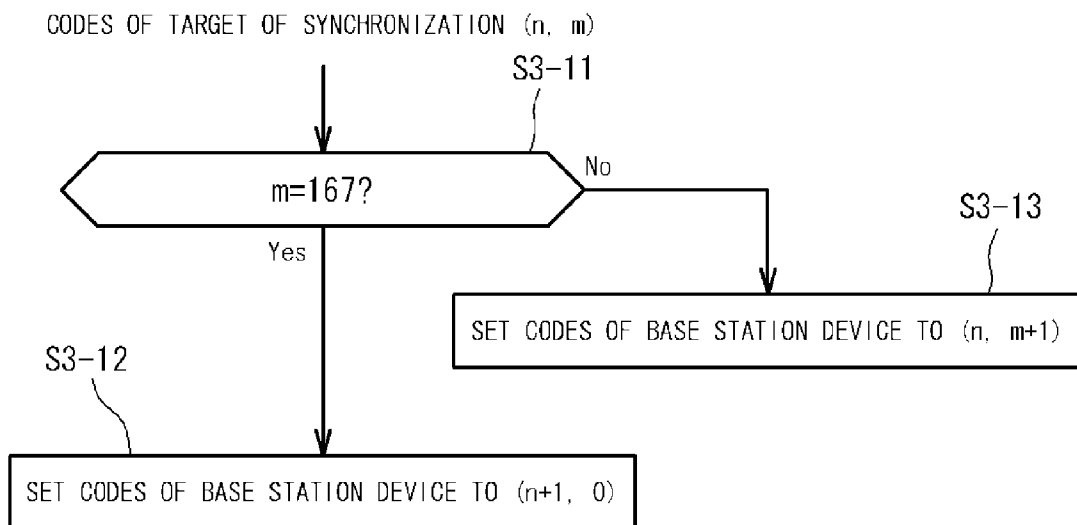 CODES OF TARGET OF SYNCHRONIZATION (n, m)
S3-11
m=167?
No
Yes
S3-13
SET CODES OF BASE STATION DEVICE TO (n, m+1)
S3-12
SET CODES OF BASE STATION DEVICE TO (n+1, 0)